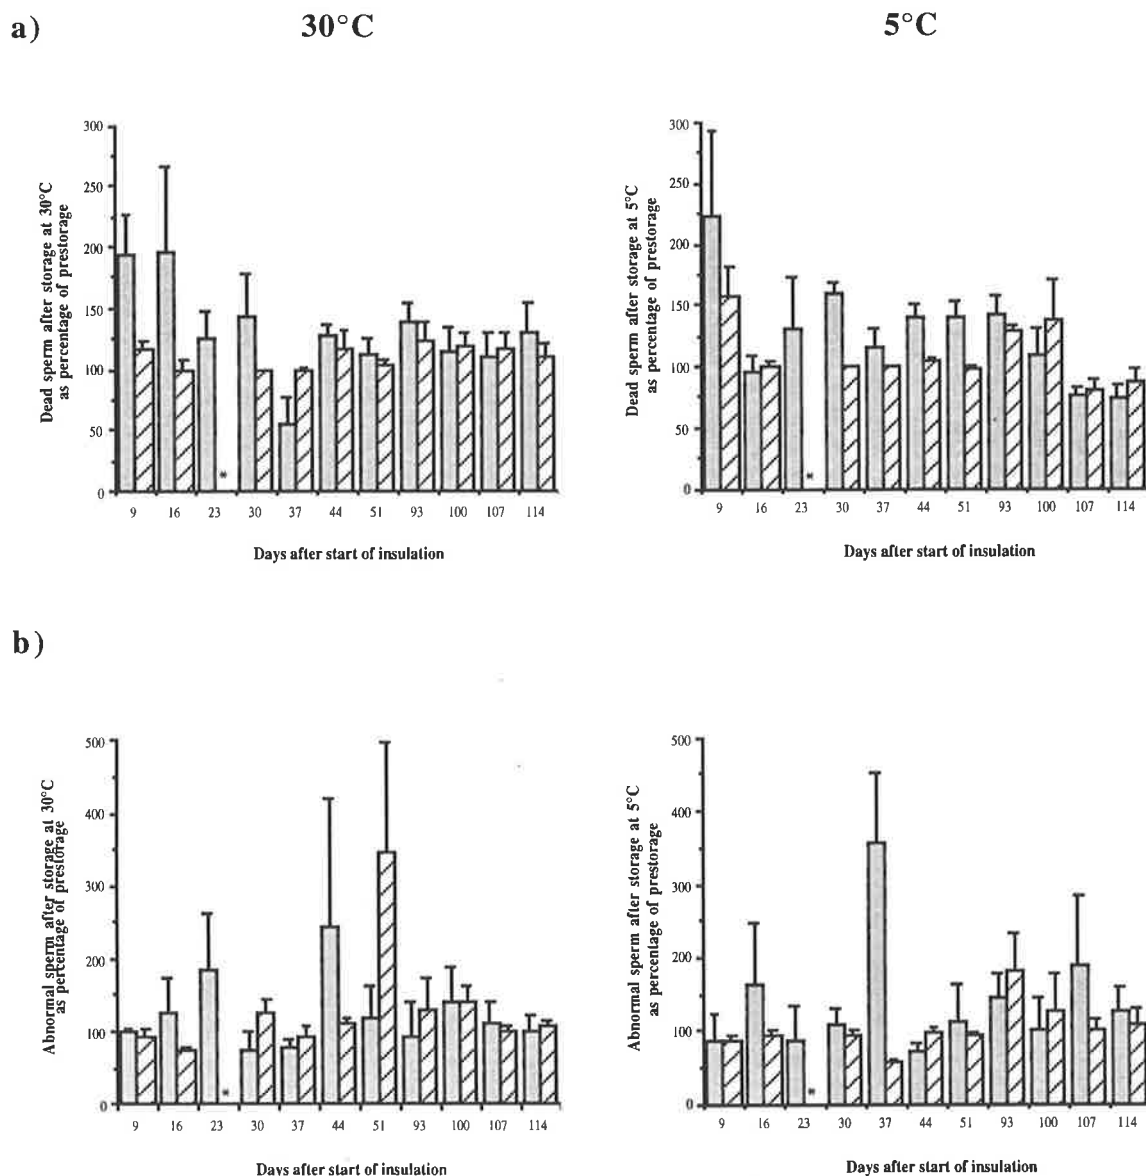 a)
30°C
5°C
Dead sperm after storage at 30°C
as percentage of prestorage
300
250
200
150
100
50
0
*
9 16 23 30 37 44 51 93 100 107 114
Days after start of insulation
Dead sperm after storage at 5°C
as percentage of prestorage
300
250
200
150
100
50
0
*
9 16 23 30 37 44 51 93 100 107 114
Days after start of insulation
b)
Abnormal sperm after storage at 30°C
as percentage of prestorage
500
400
300
200
100
0
*
9 16 23 30 37 44 51 93 100 107 114
Days after start of insulation
Abnormal sperm after storage at 5°C
as percentage of prestorage
500
400
300
200
100
0
*
9 16 23 30 37 44 51 93 100 107 114
Days after start of insulation